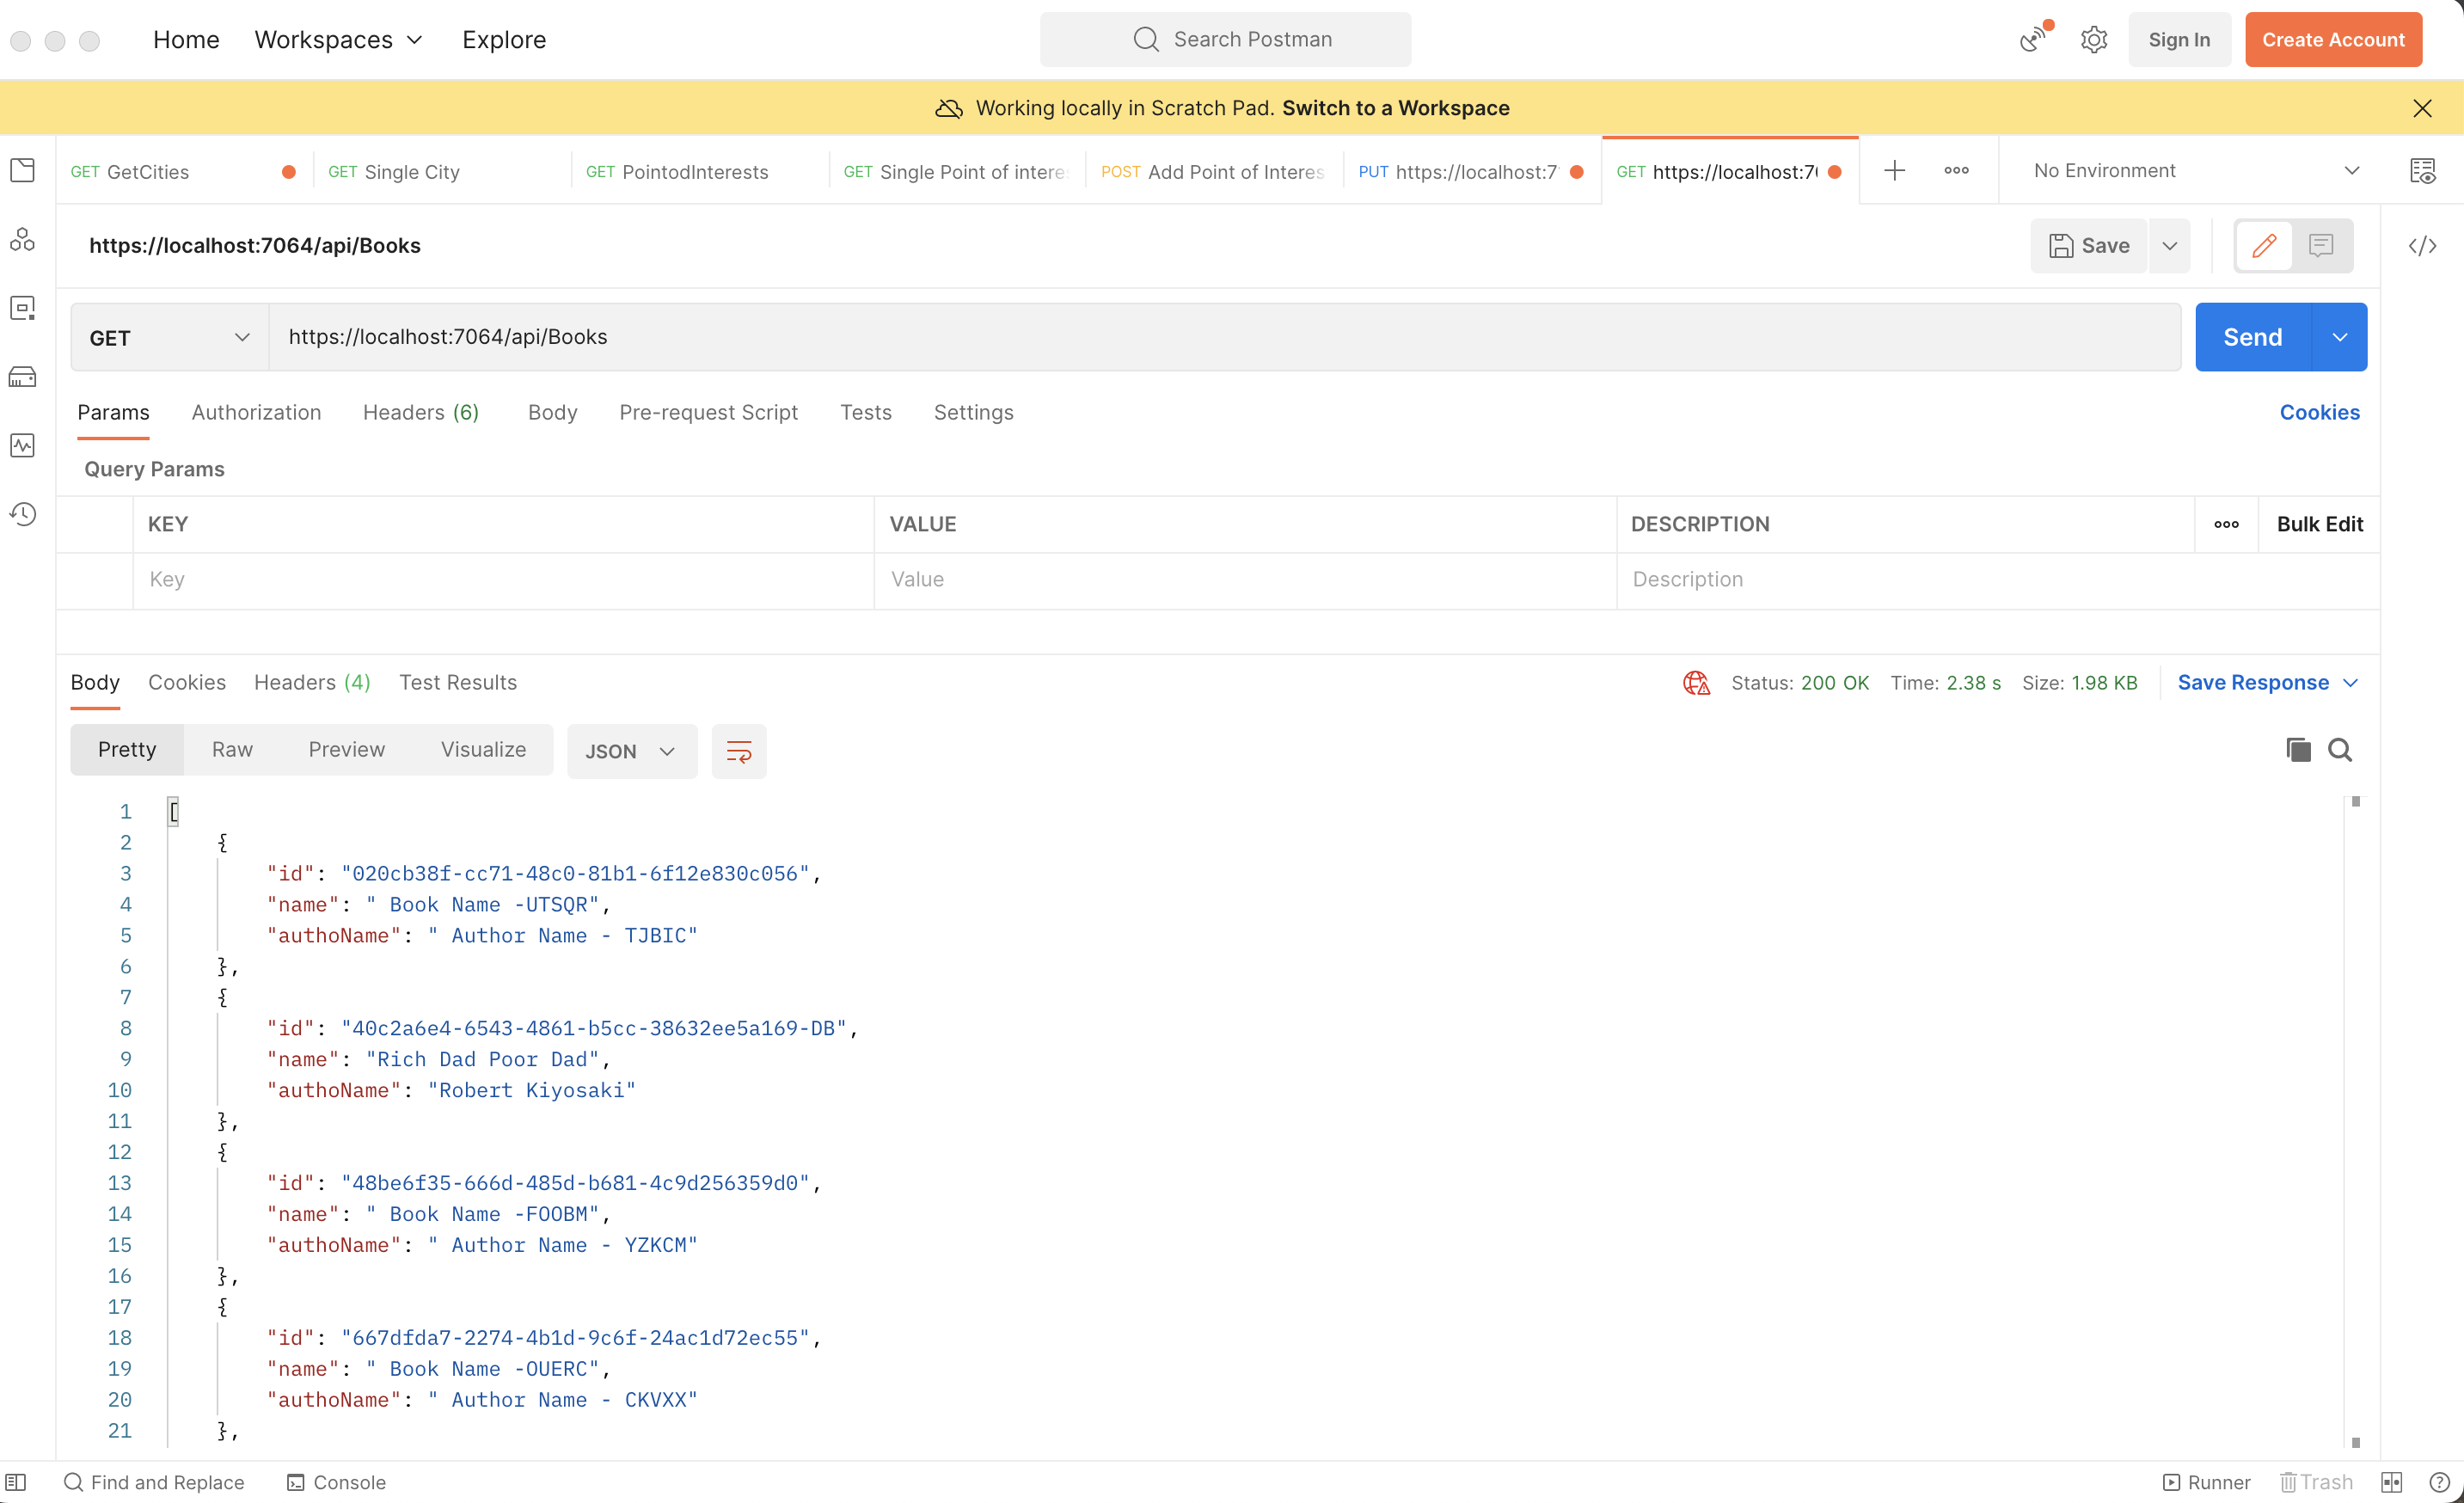 Home Workspaces Explore Search Postman Sign In Create Account
Working locally in Scratch Pad. Switch to a Workspace
GET GetCities GET Single City GET PointodInterests GET Single Point of intere POST Add Point of Interes PUT https://localhost:7 GET https://localhost:7 No Environment
https://localhost:7064/api/Books Save
GET https://localhost:7064/api/Books Send
Params Authorization Headers (6) Body Pre-request Script Tests Settings Cookies
Query Params
KEY VALUE DESCRIPTION Bulk Edit
Key Value Description
Body Cookies Headers (4) Test Results Status: 200 OK Time: 2.38 s Size: 1.98 KB Save Response
Pretty Raw Preview Visualize JSON
1 [
2 {
3 "id": "020cb38f-cc71-48c0-81b1-6f12e830c056",
4 "name": " Book Name -UTSQR",
5 "authoName": " Author Name - TJBIC"
6 },
7 {
8 "id": "40c2a6e4-6543-4861-b5cc-38632ee5a169-DB",
9 "name": "Rich Dad Poor Dad",
10 "authoName": "Robert Kiyosaki"
11 },
12 {
13 "id": "48be6f35-666d-485d-b681-4c9d256359d0",
14 "name": " Book Name -FOOBM",
15 "authoName": " Author Name - YZKCM"
16 },
17 {
18 "id": "667dfda7-2274-4b1d-9c6f-24ac1d72ec55",
19 "name": " Book Name -OUERC",
20 "authoName": " Author Name - CKVXX"
21 },
Find and Replace Console Runner Trash